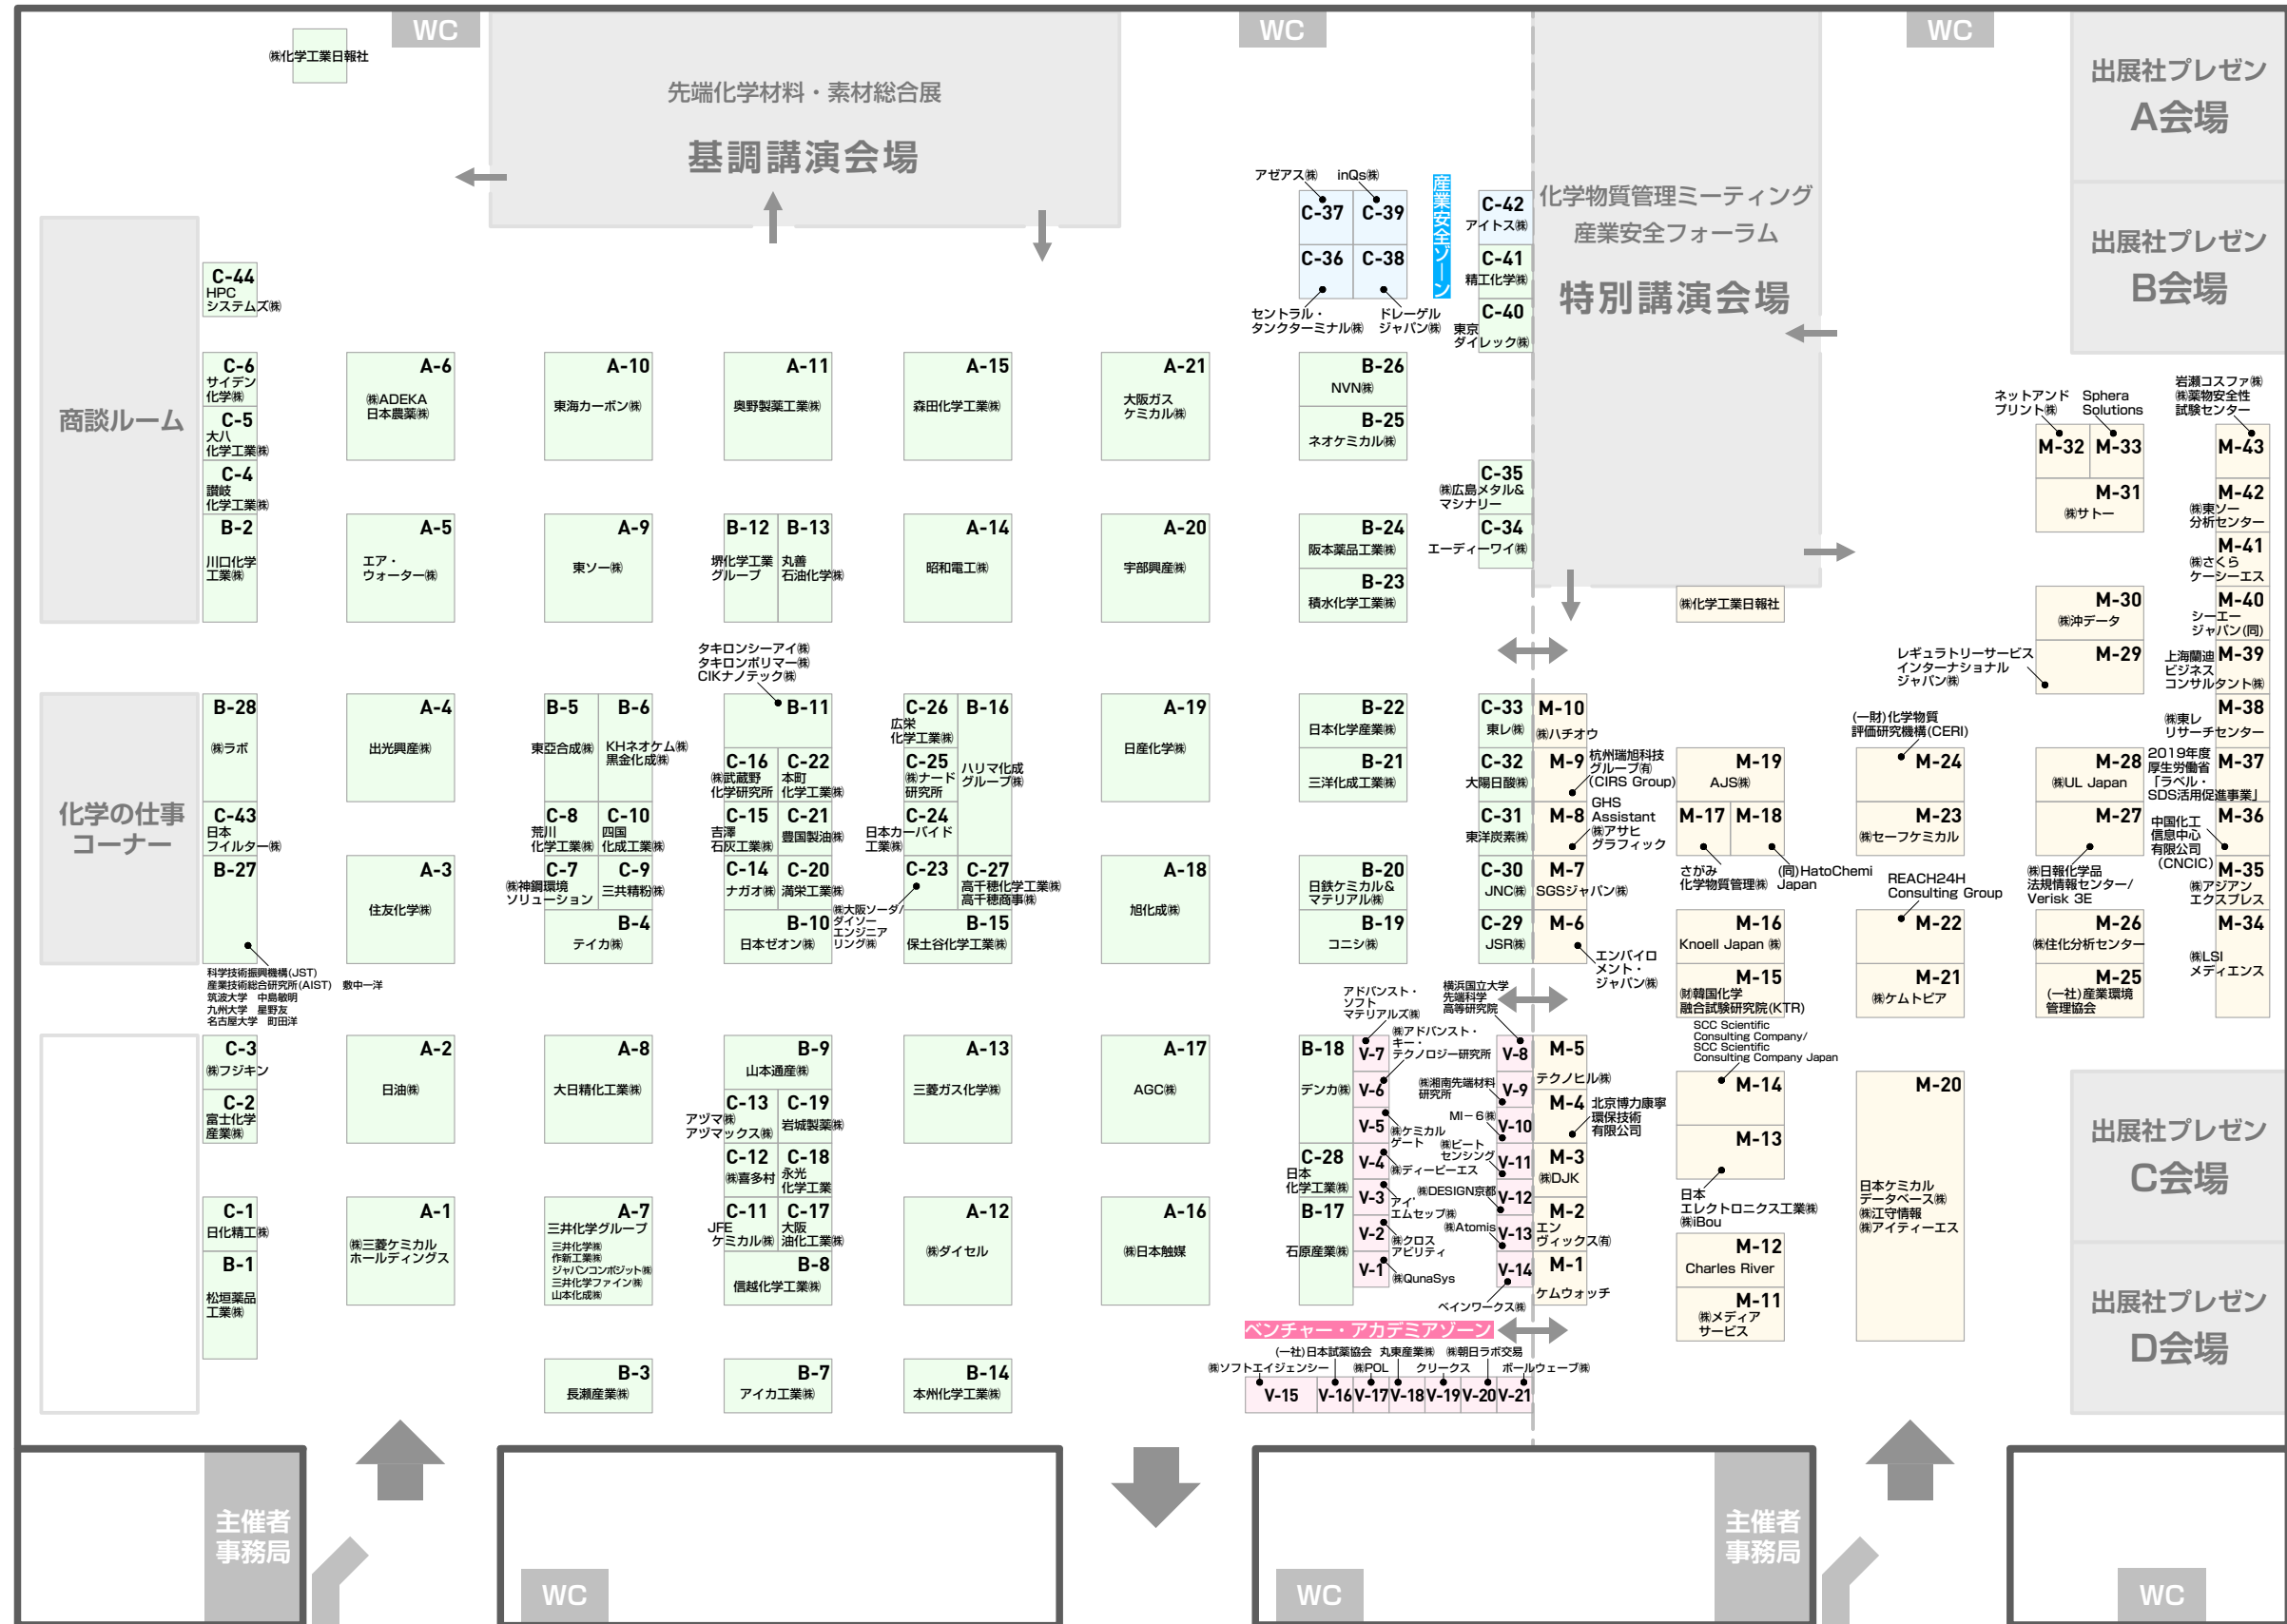 WC
WC
WC
㈱化学工業日報社
先端化学材料・素材総合展
基調講演会場
化学物質管理ミーティング
産業安全フォーラム
特別講演会場
出展社プレゼン
A会場
出展社プレゼン
B会場
商談ルーム
化学の仕事
コーナー
C-44
HPC
システムズ㈱
C-6
サイデン
化学㈱
C-5
大八
化学工業㈱
C-4
讃岐
化学工業㈱
B-2
川口化学
工業㈱
B-28
㈱ラボ
C-43
日本
フイルター㈱
B-27
科学技術振興機構(JST)
産業技術総合研究所(AIST) 敷中一洋
筑波大学 中島敏明
九州大学 星野友
名古屋大学 町田洋
C-3
㈱フジキン
C-2
富士化学
産業㈱
C-1
日化精工㈱
B-1
松垣薬品
工業㈱
A-6
㈱ADEKA
日本農薬㈱
A-5
エア・
ウォーター㈱
A-4
出光興産㈱
A-3
住友化学㈱
A-2
日油㈱
A-1
㈱三菱ケミカル
ホールディングス
A-10
東海カーボン㈱
A-9
東ソー㈱
B-5
東亞合成㈱
B-6
KHネオケム㈱
黒金化成㈱
C-8
荒川
化学工業㈱
C-10
四国
化成工業㈱
C-7
㈱神鋼環境
ソリューション
C-9
三共精粉㈱
B-4
テイカ㈱
A-8
大日精化工業㈱
A-7
三井化学グループ
三井化学㈱
作新工業㈱
ジャパンコンポジット㈱
三井化学ファイン㈱
山本化成㈱
B-3
長瀬産業㈱
A-11
奥野製薬工業㈱
B-12
堺化学工業
グループ
B-13
丸善
石油化学㈱
タキロンシーアイ㈱
タキロンポリマー㈱
CIKナノテック㈱
B-11
C-16
㈱武蔵野
化学研究所
C-22
本町
化学工業㈱
C-15
吉澤
石灰工業㈱
C-21
豊国製油㈱
C-14
ナガオ㈱
C-20
満栄工業㈱
B-10
日本ゼオン㈱
B-9
山本通産㈱
C-13
アヅマ㈱
アヅマックス㈱
C-19
岩城製薬㈱
C-12
㈱喜多村
C-18
永光
化学工業
C-11
JFE
ケミカル㈱
C-17
大阪
油化工業㈱
B-8
信越化学工業㈱
B-7
アイカ工業㈱
A-15
森田化学工業㈱
A-14
昭和電工㈱
C-26
広栄
化学工業㈱
B-16
ハリマ化成
グループ㈱
C-25
㈱ナード
研究所
C-24
日本カーバイド
工業㈱
C-23
㈱大阪ソーダ/
ダイソー
エンジニア
リング㈱
C-27
高千穂化学工業㈱
高千穂商事㈱
B-15
保土谷化学工業㈱
A-13
三菱ガス化学㈱
A-12
㈱ダイセル
B-14
本州化学工業㈱
A-21
大阪ガス
ケミカル㈱
A-20
宇部興産㈱
A-19
日産化学㈱
A-18
旭化成㈱
A-17
AGC㈱
A-16
㈱日本触媒
アゼアス㈱
inQs㈱
C-37
C-39
C-36
C-38
セントラル・
タンクターミナル㈱
ドレーゲル
ジャパン㈱
産業安全ゾーン
C-42
アイトス㈱
C-41
精工化学㈱
C-40
東京
ダイレック㈱
B-26
NVN㈱
B-25
ネオケミカル㈱
B-24
阪本薬品工業㈱
B-23
積水化学工業㈱
B-22
日本化学産業㈱
B-21
三洋化成工業㈱
B-20
日鉄ケミカル&
マテリアル㈱
B-19
コニシ㈱
C-35
㈱広島メタル&
マシナリー
C-34
エーディーワイ㈱
C-33
東レ㈱
C-32
大陽日酸㈱
C-31
東洋炭素㈱
C-30
JNC㈱
C-29
JSR㈱
B-18
デンカ㈱
C-28
日本
化学工業㈱
B-17
石原産業㈱
アドバンスト・
ソフト
マテリアルズ㈱
V-7
㈱アドバンスト・
キー・
テクノロジー研究所
V-6
V-5
㈱ケミカル
ゲート
V-4
㈱ディーピーエス
V-3
アイ'
エムセップ㈱
V-2
㈱クロス
アビリティ
V-1
㈱QunaSys
横浜国立大学
先端科学
高等研究院
V-8
㈱湘南先端材料
研究所
V-9
MI－6㈱
V-10
㈱ビート
センシング
V-11
㈱DESIGN京都
V-12
㈱Atomis
V-13
V-14
ペインワークス㈱
ベンチャー・アカデミアゾーン
㈱ソフトエイジェンシー
(一社)日本試薬協会
㈱POL
丸東産業㈱
クリークス
㈱朝日ラボ交易
ボールウェーブ㈱
V-15
V-16
V-17
V-18
V-19
V-20
V-21
M-10
㈱ハチオウ
M-9
杭州瑞旭科技
グループ㈲
(CIRS Group)
M-8
GHS
Assistant
㈱アサヒ
グラフィック
M-7
SGSジャパン㈱
M-6
エンバイロ
メント・
ジャパン㈱
M-5
テクノヒル㈱
M-4
北京博力康寧
環保技術
有限公司
M-3
㈱DJK
M-2
エン
ヴィックス㈲
M-1
ケムウォッチ
㈱化学工業日報社
M-19
AJS㈱
M-17
M-18
さがみ
化学物質管理㈱
(同)HatoChemi
Japan
M-16
Knoell Japan ㈱
M-15
㈶韓国化学
融合試験研究院(KTR)
SCC Scientific
Consulting Company/
SCC Scientific
Consulting Company Japan
M-14
M-13
日本
エレクトロニクス工業㈱
㈱iBou
M-12
Charles River
M-11
㈱メディア
サービス
(一財)化学物質
評価研究機構(CERI)
M-24
M-23
㈱セーフケミカル
REACH24H
Consulting Group
M-22
M-21
㈱ケムトピア
M-20
日本ケミカル
データベース㈱
㈱江守情報
㈱アイティーエス
ネットアンド
プリント㈱
Sphera
Solutions
M-32
M-33
M-31
㈱サトー
M-30
㈱沖データ
M-29
レギュラトリーサービス
インターナショナル
ジャパン㈱
M-28
㈱UL Japan
M-27
㈱日報化学品
法規情報センター/
Verisk 3E
M-26
㈱住化分析センター
M-25
(一社)産業環境
管理協会
岩瀬コスファ㈱
㈱薬物安全性
試験センター
M-43
M-42
㈱東ソー
分析センター
M-41
㈱さくら
ケーシーエス
M-40
シーエー
ジャパン(同)
M-39
上海蘭迪
ビジネス
コンサルタント㈱
M-38
㈱東レ
リサーチセンター
M-37
2019年度
厚生労働省
「ラベル・
SDS活用促進事業」
M-36
中国化工
信息中心
有限公司
(CNCIC)
M-35
㈱アジアン
エクスプレス
M-34
㈱LSI
メディエンス
出展社プレゼン
C会場
出展社プレゼン
D会場
主催者
事務局
WC
WC
主催者
事務局
WC